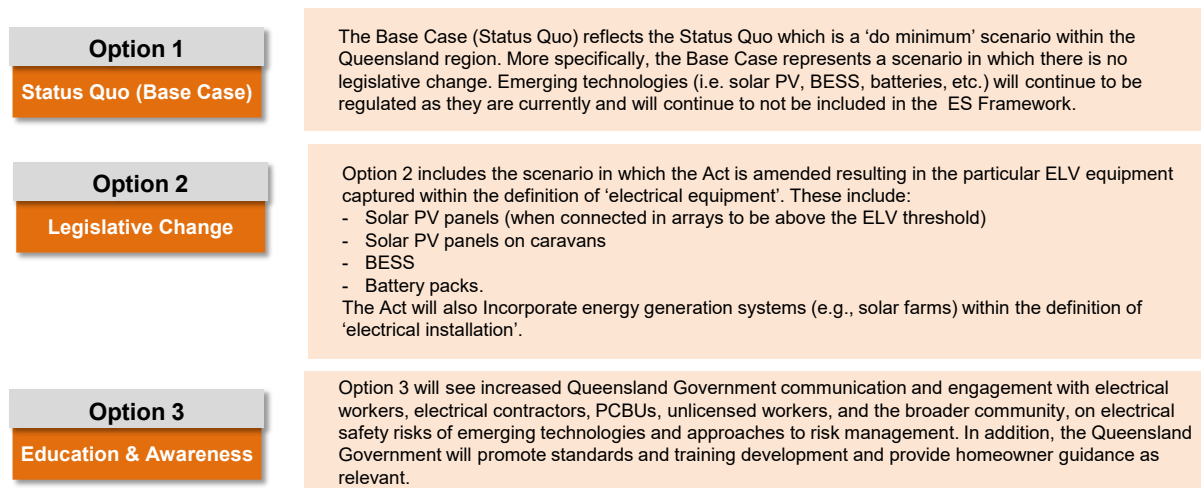 Option 1
Status Quo (Base Case)
The Base Case (Status Quo) reflects the Status Quo which is a ‘do minimum’ scenario within the
Queensland region. More specifically, the Base Case represents a scenario in which there is no
legislative change. Emerging technologies (i.e. solar PV, BESS, batteries, etc.) will continue to be
regulated as they are currently and will continue to not be included in the ES Framework.
Option 2
Legislative Change
Option 2 includes the scenario in which the Act is amended resulting in the particular ELV equipment
captured within the definition of ‘electrical equipment’. These include:
- Solar PV panels (when connected in arrays to be above the ELV threshold)
- Solar PV panels on caravans
- BESS
- Battery packs.
The Act will also Incorporate energy generation systems (e.g., solar farms) within the definition of
‘electrical installation’.
Option 3
Education & Awareness
Option 3 will see increased Queensland Government communication and engagement with electrical
workers, electrical contractors, PCBUs, unlicensed workers, and the broader community, on electrical
safety risks of emerging technologies and approaches to risk management. In addition, the Queensland
Government will promote standards and training development and provide homeowner guidance as
relevant.